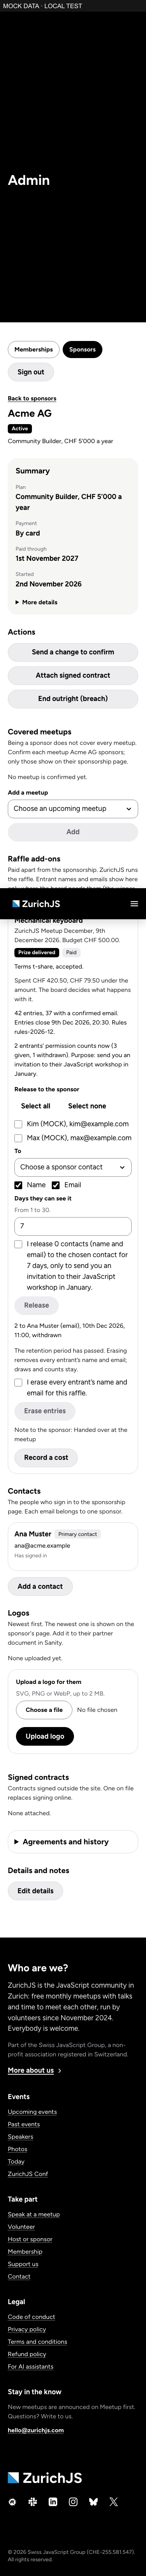 MOCK DATA · LOCAL TEST
Admin
Memberships
Sponsors
Sign out
Back to sponsors
Acme AG
Active
Community Builder, CHF 5'000 a year
Summary
Plan
Community Builder, CHF 5'000 a
year
Payment
By card
Paid through
1st November 2027
Started
2nd November 2026
More details
Actions
Send a change to confirm
Attach signed contract
End outright (breach)
Covered meetups
Being a sponsor does not cover every meetup.
Confirm each meetup Acme AG sponsors;
only those show on their sponsorship page.
No meetup is confirmed yet.
Add a meetup
Choose an upcoming meetup
Add
Raffle add-ons
Paid apart from the sponsorship. ZurichJS runs
the raffle. Entrant names and emails show here
ZurichJS
Mechanical keyboard
ZurichJS Meetup December, 9th
December 2026. Budget CHF 500.00.
Prize delivered
Paid
Terms t-share, accepted.
Spent CHF 420.50, CHF 79.50 under the
amount. The board decides what happens
with it.
42 entries, 37 with a confirmed email.
Entries close 9th Dec 2026, 20:30. Rules
rules-2026-12.
2 entrants' permission counts now (3
given, 1 withdrawn). Purpose: send you an
invitation to their JavaScript workshop in
January.
Release to the sponsor
Select all
Select none
Kim (MOCK), kim@example.com
Max (MOCK), max@example.com
To
Choose a sponsor contact
Name
Email
Days they can see it
From 1 to 30.
7
I release 0 contacts (name and
email) to the chosen contact for
7 days, only to send you an
invitation to their JavaScript
workshop in January.
Release
2 to Ana Muster (email), 10th Dec 2026,
11:00, withdrawn
The retention period has passed. Erasing
removes every entrant's name and email;
draws and counts stay.
I erase every entrant's name and
email for this raffle.
Erase entries
Note to the sponsor: Handed over at the
meetup
Record a cost
Contacts
The people who sign in to the sponsorship
page. Each email belongs to one sponsor.
Ana Muster
Primary contact
ana@acme.example
Has signed in
Add a contact
Logos
Newest first. The newest one is shown on the
sponsor's page. Add it to their partner
document in Sanity.
None uploaded yet.
Upload a logo for them
SVG, PNG or WebP, up to 2 MB.
Choose a file
No file chosen
Upload logo
Signed contracts
Contracts signed outside the site. One on file
replaces signing online.
None attached.
Agreements and history
Details and notes
Edit details
Who are we?
ZurichJS is the JavaScript community in
Zurich: free monthly meetups with talks
and time to meet each other, run by
volunteers since November 2024.
Everybody is welcome.
Part of the Swiss JavaScript Group, a non-
profit association registered in Switzerland.
More about us
Events
Upcoming events
Past events
Speakers
Photos
Today
ZurichJS Conf
Take part
Speak at a meetup
Volunteer
Host or sponsor
Membership
Support us
Contact
Legal
Code of conduct
Privacy policy
Terms and conditions
Refund policy
For AI assistants
Stay in the know
New meetups are announced on Meetup first.
Questions? Write to us.
hello@zurichjs.com
ZurichJS
© 2026 Swiss JavaScript Group (CHE-255.581.547).
All rights reserved.